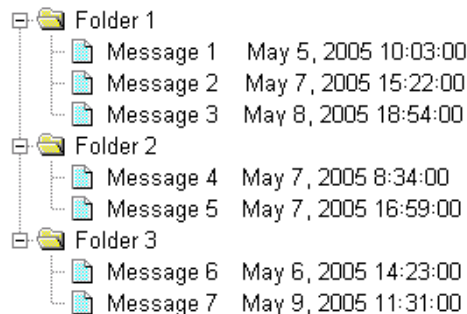 Folder 1
Message 1 May 5, 2005 10:03:00
Message 2 May 7, 2005 15:22:00
Message 3 May 8, 2005 18:54:00
Folder 2
Message 4 May 7, 2005 8:34:00
Message 5 May 7, 2005 16:59:00
Folder 3
Message 6 May 6, 2005 14:23:00
Message 7 May 9, 2005 11:31:00